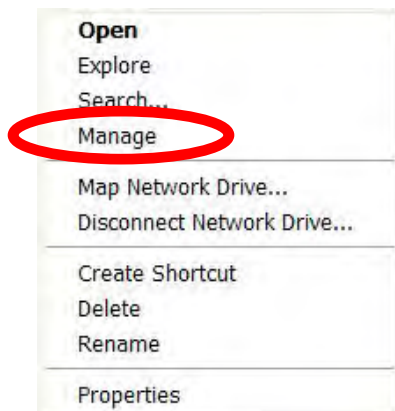 Open
Explore
Search...
Manage
Map Network Drive...
Disconnect Network Drive...
Create Shortcut
Delete
Rename
Properties